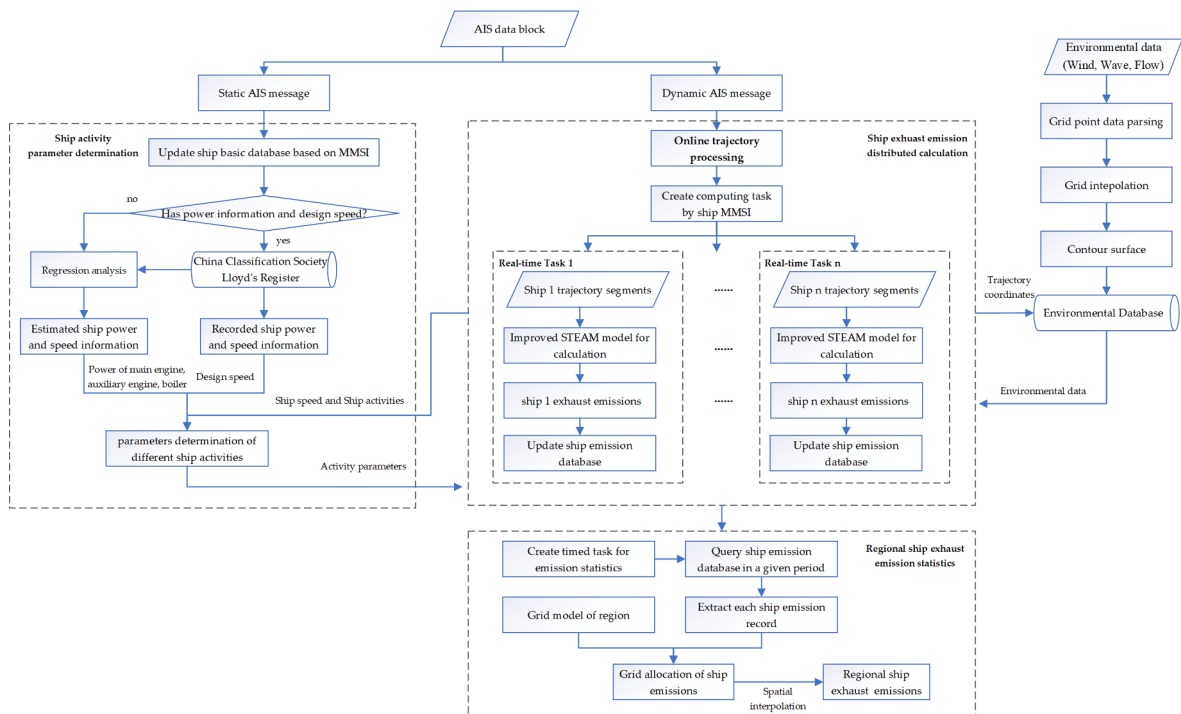 AIS data block
Environmental data
(Wind, Wave, Flow)
Static AIS message
Dynamic AIS message
Grid point data parsing
Ship activity
parameter determination
Update ship basic database based on MMSI
no
Has power information and design speed?
yes
Regression analysis
China Classification Society
Lloyd's Register
Estimated ship power
and speed information
Recorded ship power
and speed information
Power of main engine,
auxiliary engine, boiler
Design speed
Ship speed and Ship activities
parameters determination of
different ship activities
Activity parameters
Online trajectory
processing
Ship exhuast emission
distributed calculation
Create computing task
by ship MMSI
Real-time Task 1
Ship 1 trajectory segments
Improved STEAM model for
calculation
ship 1 exhaust emissions
Update ship emission
database
......
......
......
Real-time Task n
Ship n trajectory segments
Improved STEAM model for
calculation
ship n exhaust emissions
Update ship emission
database
Grid intepolation
Contour surface
Trajectory
coordinates
Environmental Database
Environmental data
Create timed task for
emission statistics
Query ship emission
database in a given period
Regional ship exhaust
emission statistics
Grid model of region
Extract each ship emission
record
Grid allocation of ship
emissions
Spatial
interpolation
Regional ship
exhaust emissions